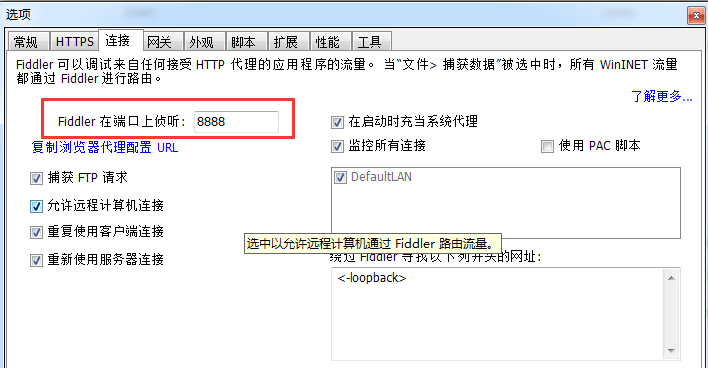 选项
常规 HTTPS 连接 网关 外观 脚本 扩展 性能 工具
Fiddler 可以调试来自任何接受 HTTP 代理的应用程序的流量。 当“文件> 捕获数据”被选中时，所有 WinINET 流量
都通过 Fiddler 进行路由。
了解更多...
Fiddler 在端口上侦听: 8888
在启动时充当系统代理
复制浏览器代理配置 URL
监控所有连接
使用 PAC 脚本
捕获 FTP 请求
DefaultLAN
允许远程计算机连接
重复使用客户端连接
选中以允许远程计算机通过 Fiddler 路由流量。
绕过 Fiddler 寻找以下列开头的网址:
重新使用服务器连接
<-loopback>